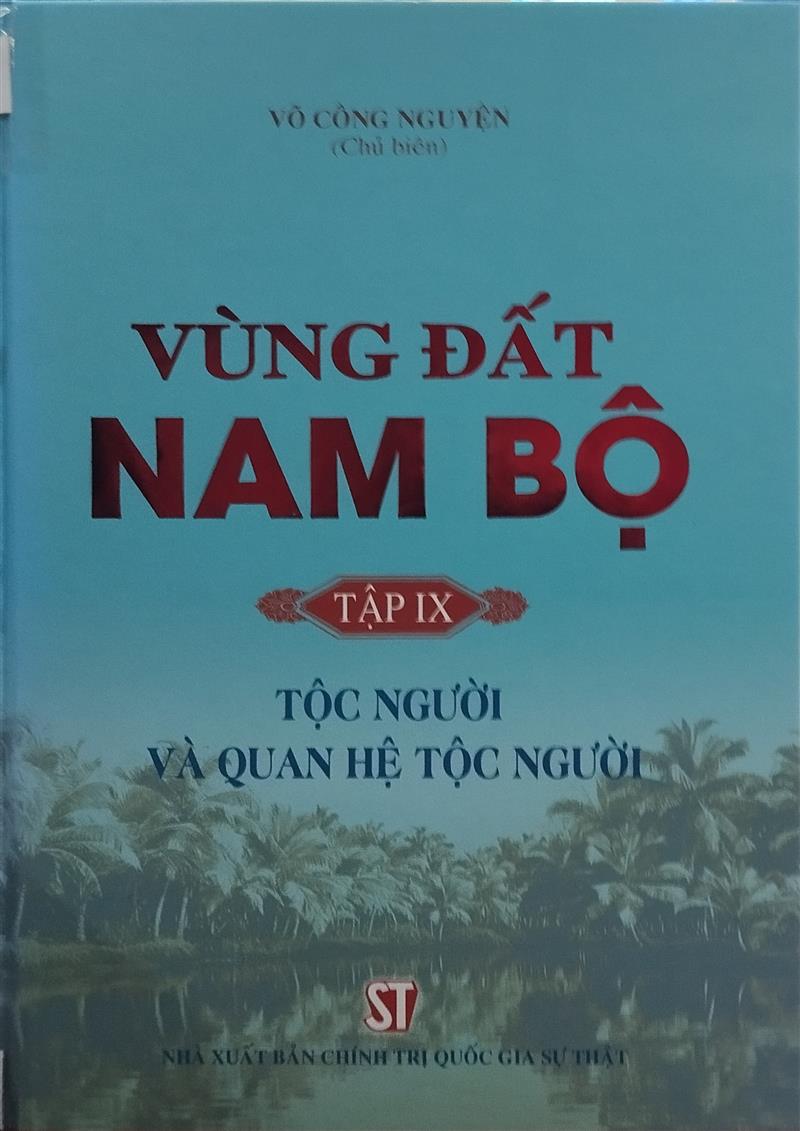 VÕ CÔNG NGUYỆN
(Chủ biên)
VÙNG ĐẤT
NAM BỘ
TẬP IX
TỘC NGƯỜI
VÀ QUAN HỆ TỘC NGƯỜI
ST
NHÀ XUẤT BẢN CHÍNH TRỊ QUỐC GIA SỰ THẬT